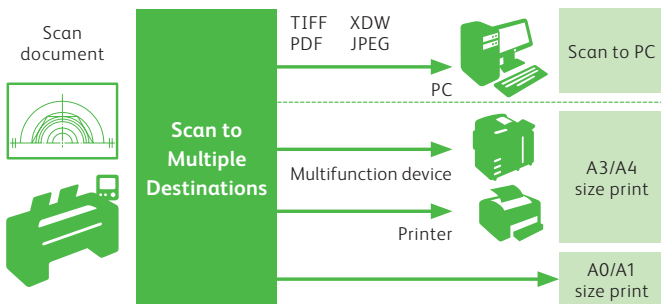 Scan
document
Scan to
Multiple
Destinations
TIFF XDW
PDF JPEG
PC
Scan to PC
Multifunction device
Printer
A3/A4
size print
A0/A1
size print